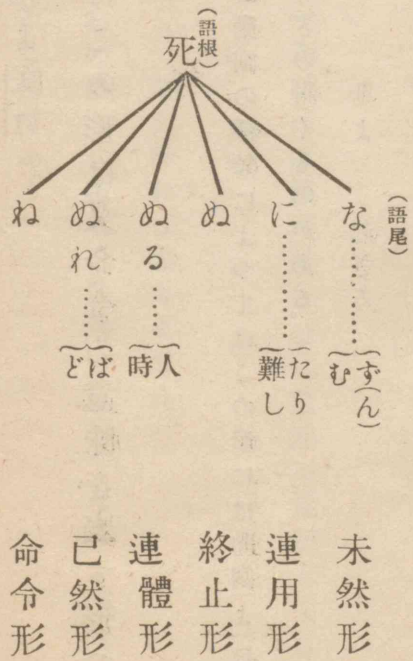 (語根)
死
(語尾)
な……{ず(ん) む
に……{たり 難し
ぬ
ぬる……{人 時
ぬれ……{ば ど
ね
未然形
連用形
終止形
連體形
已然形
命令形